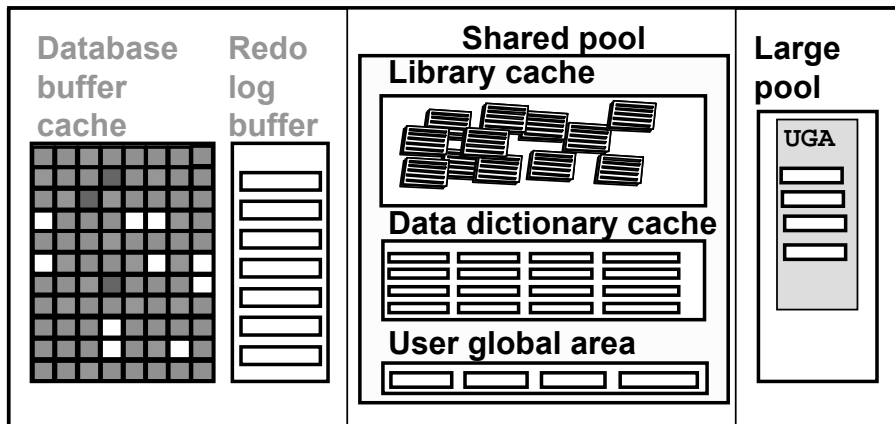 Database
buffer
cache
Redo
log
buffer
Shared pool
Library cache
Data dictionary cache
User global area
Large
pool
UGA